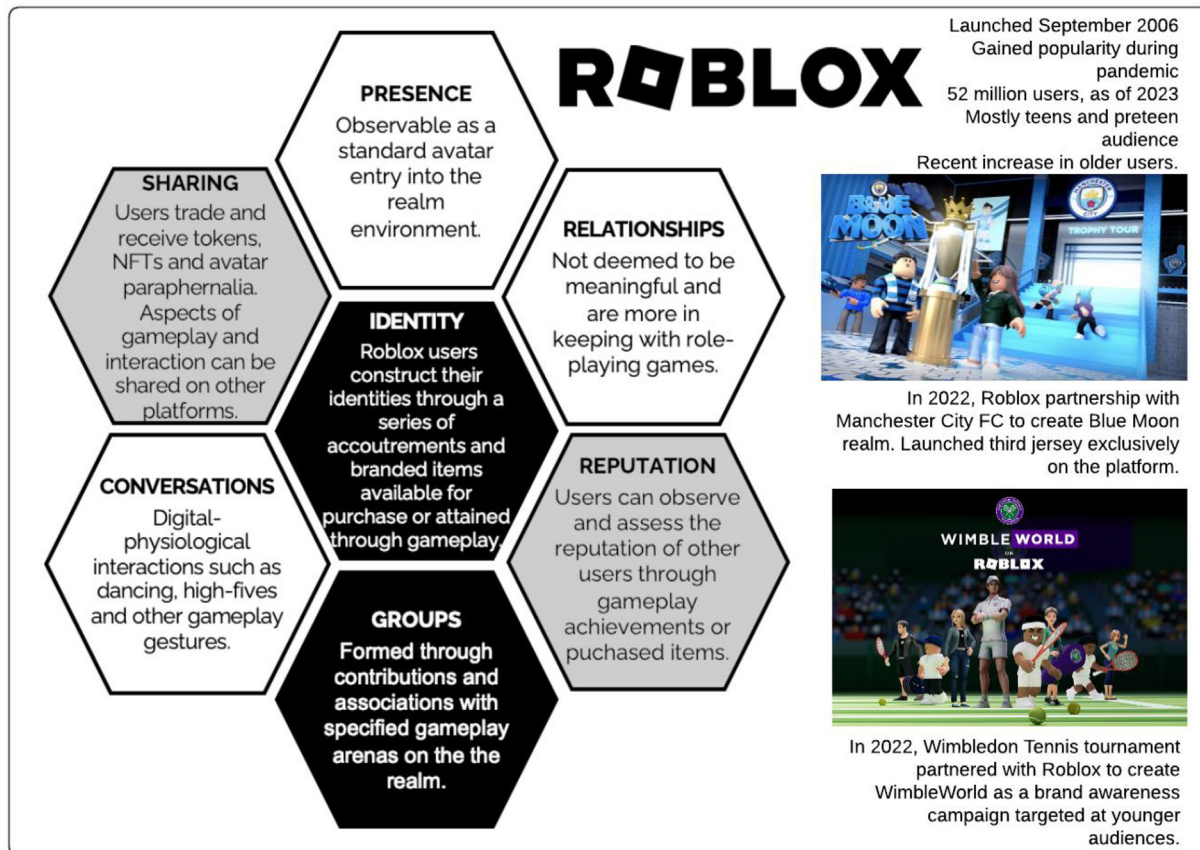 ROBLOX
Launched September 2006
Gained popularity during
pandemic
52 million users, as of 2023
Mostly teens and preteen
audience
Recent increase in older users.
PRESENCE
Observable as a
standard avatar
entry into the
realm
environment.
SHARING
Users trade and
receive tokens,
NFTs and avatar
paraphernalia.
Aspects of
gameplay and
interaction can be
shared on other
platforms.
RELATIONSHIPS
Not deemed to be
meaningful and
are more in
keeping with role-
playing games.
IDENTITY
Roblox users
construct their
identities through a
series of
accoutrements and
branded items
available for
purchase or attained
through gameplay.
CONVERSATIONS
Digital-
physiological
interactions such as
dancing, high-fives
and other gameplay
gestures.
REPUTATION
Users can observe
and assess the
reputation of other
users through
gameplay
achievements or
puchased items.
GROUPS
Formed through
contributions and
associations with
specified gameplay
arenas on the the
realm.
BLUE
MOON
MANCHESTER
CITY
TROPHY TOUR
In 2022, Roblox partnership with
Manchester City FC to create Blue Moon
realm. Launched third jersey exclusively
on the platform.
WIMBLEWORLD
ON
ROBLOX
In 2022, Wimbledon Tennis tournament
partnered with Roblox to create
WimbleWorld as a brand awareness
campaign targeted at younger
audiences.